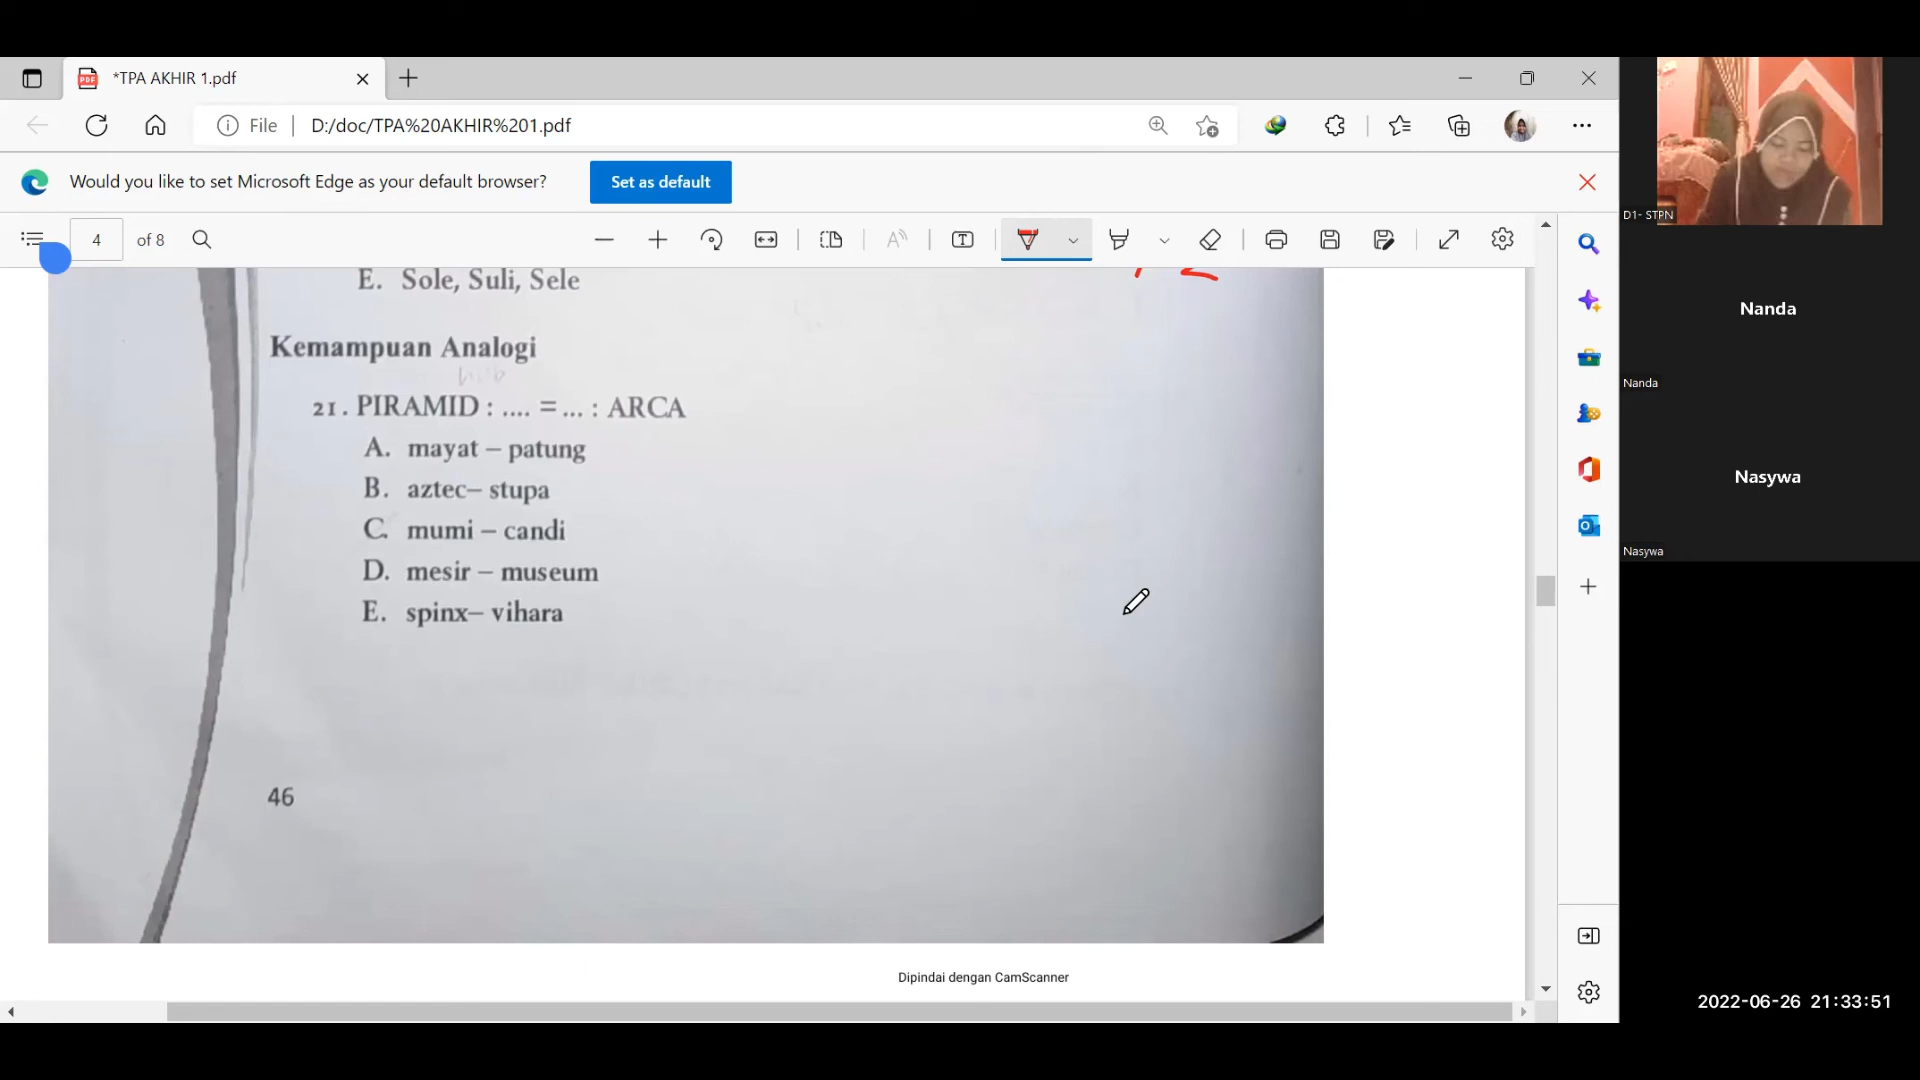 *TPA AKHIR 1.pdf
File
D:/doc/TPA%20AKHIR%201.pdf
Would you like to set Microsoft Edge as your default browser?
Set as default
4
of 8
E. Sole, Suli, Sele
Kemampuan Analogi
21. PIRAMID : .... = ... : ARCA
A. mayat – patung
B. aztec– stupa
C. mumi – candi
D. mesir – museum
E. spinx– vihara
46
Dipindai dengan CamScanner
D1- STPN
Nanda
Nanda
Nasywa
Nasywa
2022-06-26 21:33:51